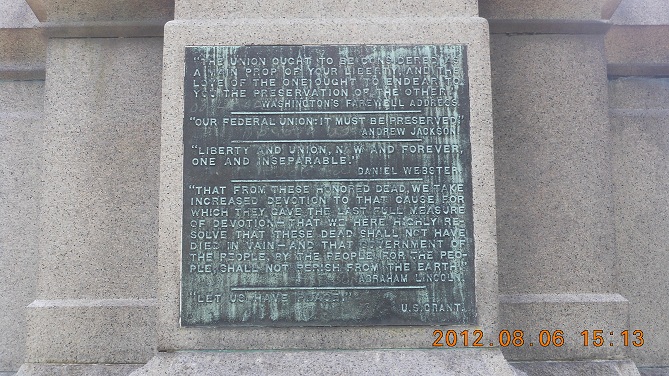 "THE UNION OUGHT TO BE CONSIDERED AS
A MAIN PROP OF YOUR LIBERTY, AND THE
LOVE OF THE ONE OUGHT TO ENDEAR TO
YOU THE PRESERVATION OF THE OTHER."
WASHINGTON'S FAREWELL ADDRESS.
"OUR FEDERAL UNION: IT MUST BE PRESERVED."
ANDREW JACKSON.
"LIBERTY AND UNION, NOW AND FOREVER,
ONE AND INSEPARABLE."
DANIEL WEBSTER.
"THAT FROM THESE HONORED DEAD, WE TAKE
INCREASED DEVOTION TO THAT CAUSE FOR
WHICH THEY GAVE THE LAST FULL MEASURE
OF DEVOTION—THAT WE HERE HIGHLY RE-
SOLVE THAT THESE DEAD SHALL NOT HAVE
DIED IN VAIN—AND THAT GOVERNMENT OF
THE PEOPLE, BY THE PEOPLE FOR THE PEO-
PLE, SHALL NOT PERISH FROM THE EARTH."
ABRAHAM LINCOLN.
"LET US HAVE PEACE."
U.S. GRANT.
2012.08.06 15:13